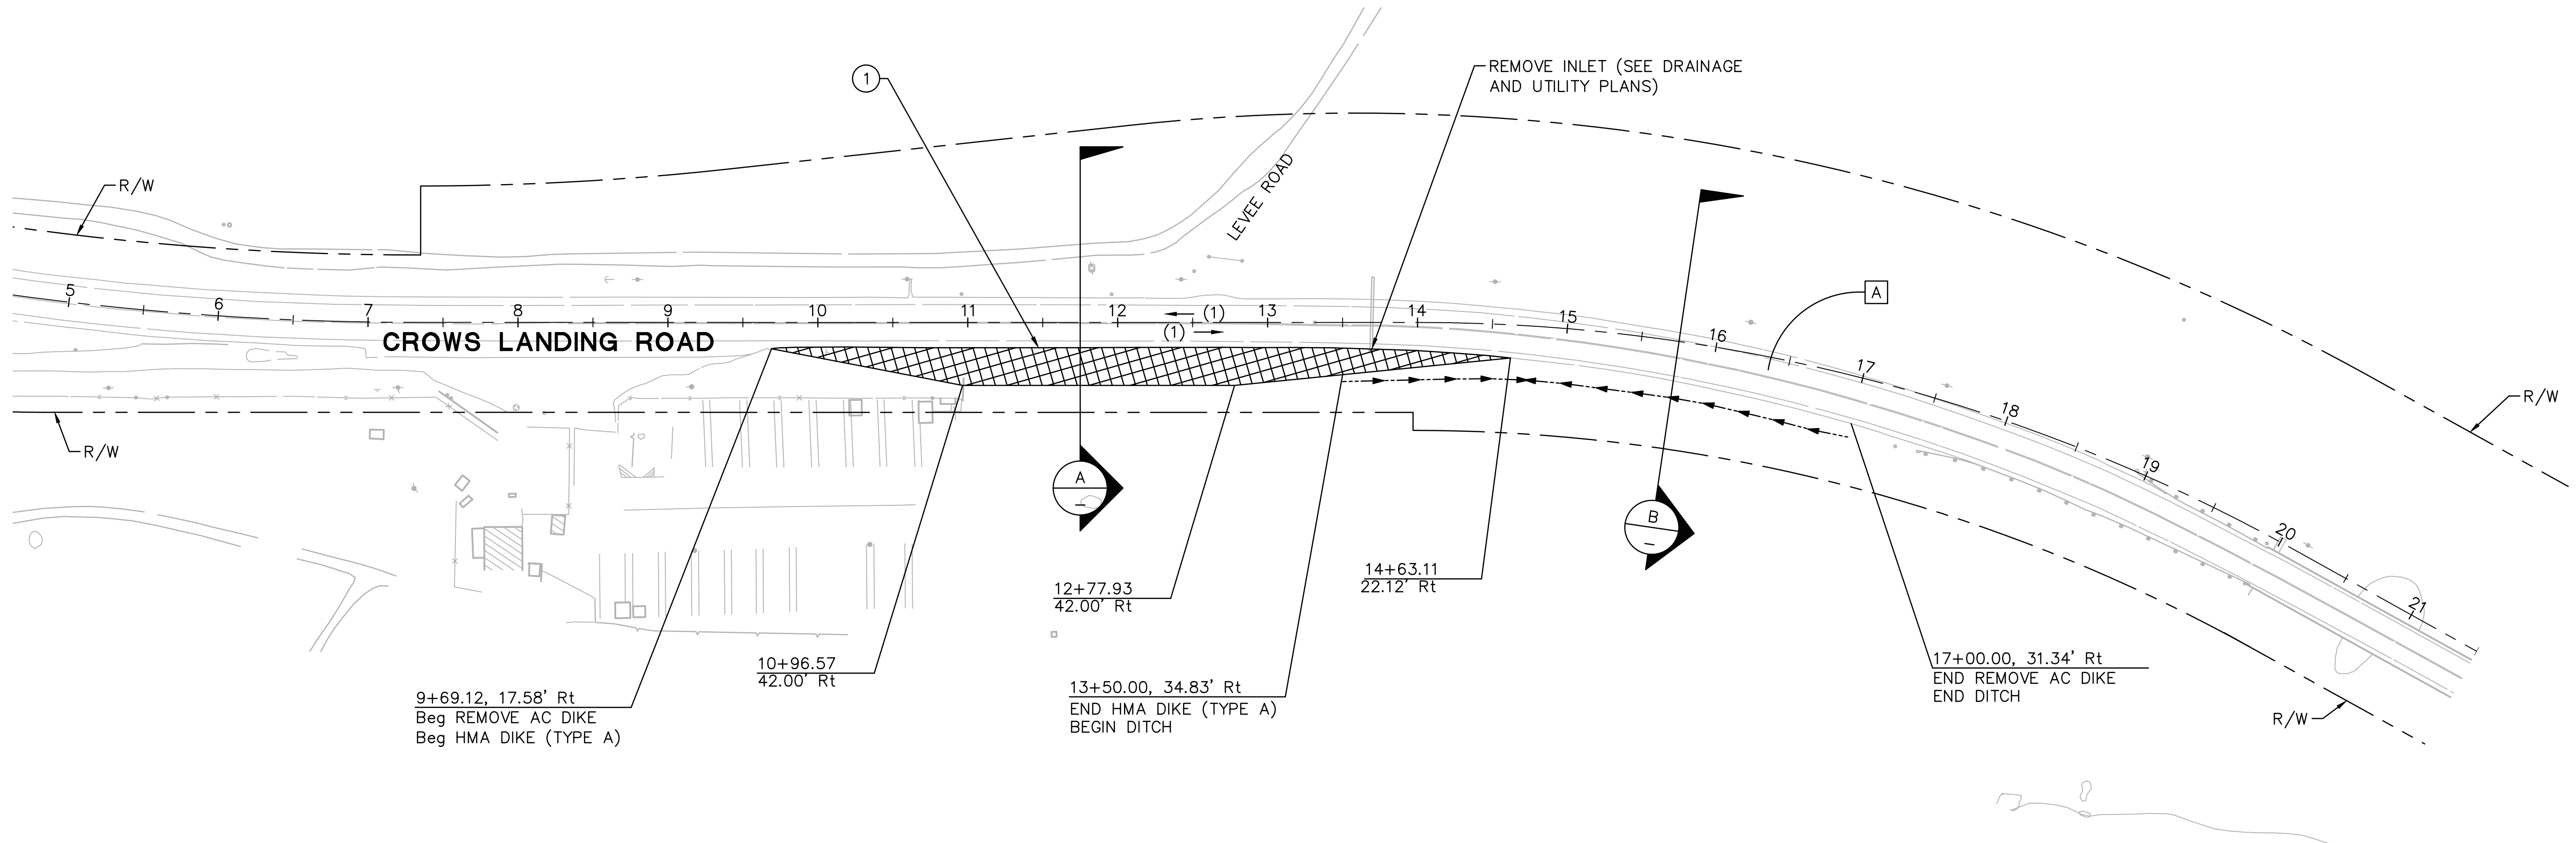 REMOVE INLET (SEE DRAINAGE
AND UTILITY PLANS)
1
LEVEE ROAD
R/W
A
5
6
7
8
9
10
11
12
13
14
15
16
17
18
19
20
21
(1)
(1)
CROWS LANDING ROAD
R/W
R/W
A
B
14+63.11
22.12' Rt
12+77.93
42.00' Rt
10+96.57
42.00' Rt
17+00.00, 31.34' Rt
END REMOVE AC DIKE
END DITCH
13+50.00, 34.83' Rt
END HMA DIKE (TYPE A)
BEGIN DITCH
9+69.12, 17.58' Rt
Beg REMOVE AC DIKE
Beg HMA DIKE (TYPE A)
R/W